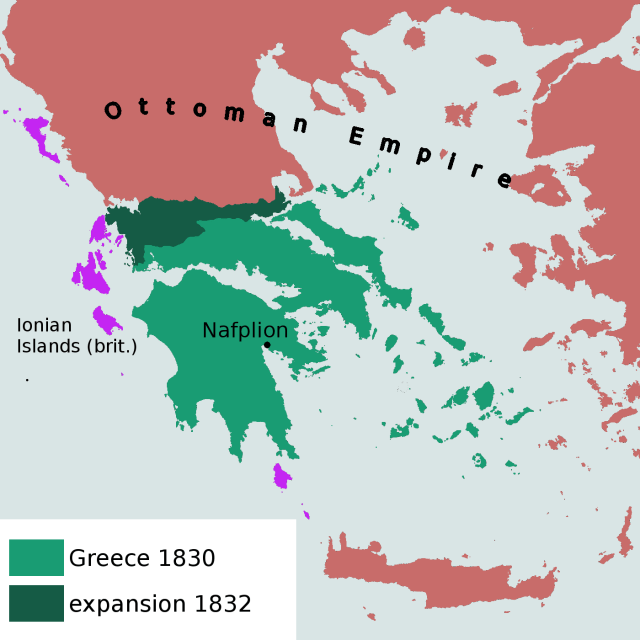 Ottoman Empire
Nafplion
Ionian
Islands (brit.)
Greece 1830
expansion 1832